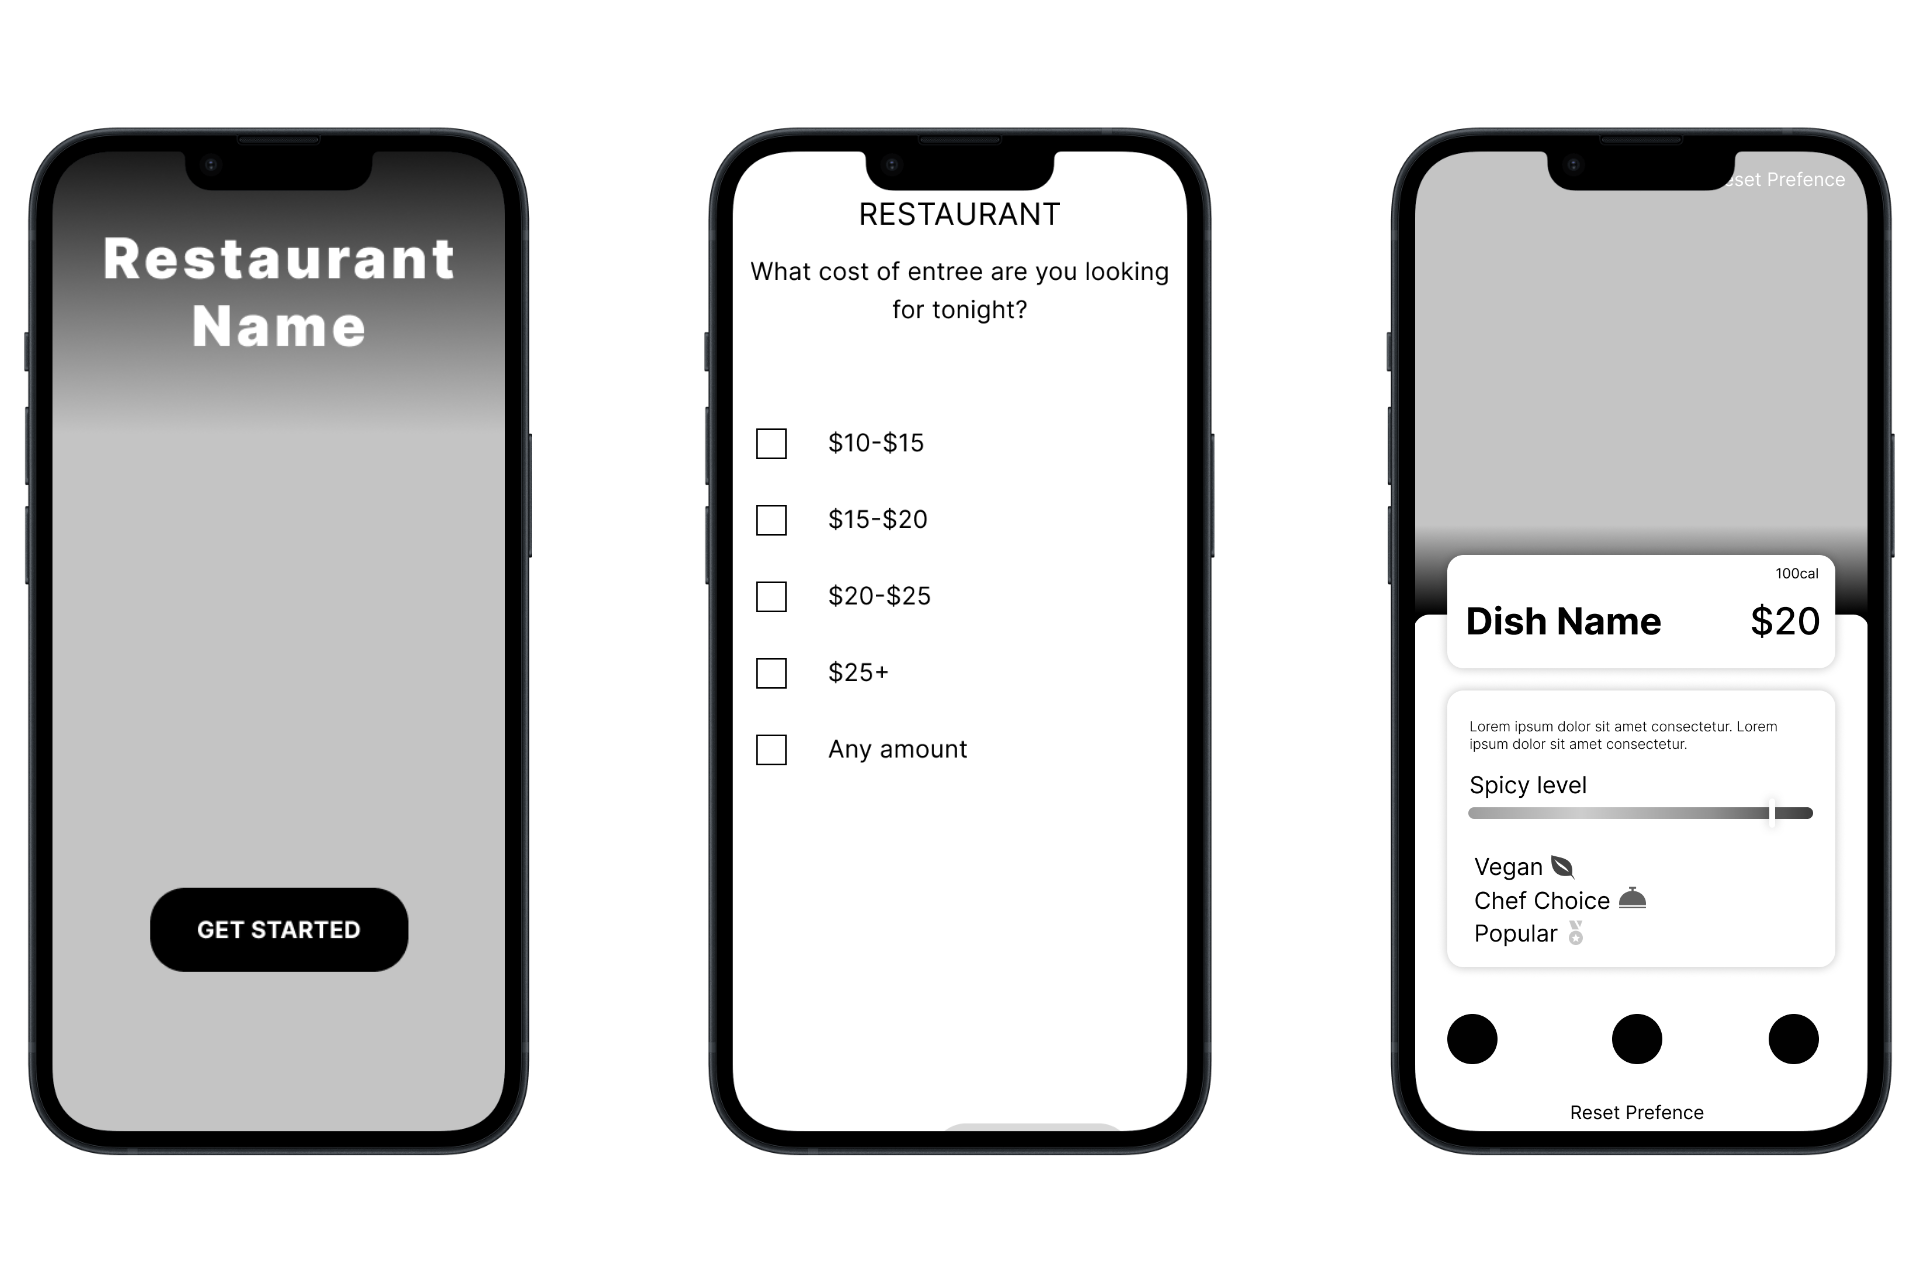 Restaurant
Name
GET STARTED
RESTAURANT
What cost of entree are you looking
for tonight?
$10-$15
$15-$20
$20-$25
$25+
Any amount
eset Prefence
100cal
Dish Name $20
Lorem ipsum dolor sit amet consectetur. Lorem
ipsum dolor sit amet consectetur.
Spicy level
Vegan
Chef Choice
Popular
Reset Prefence